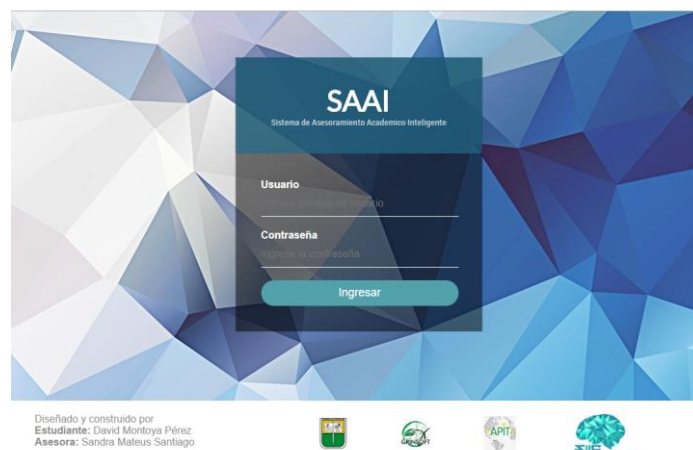 SAAI
Sistema de Asesoramiento Academico Inteligente
Usuario
Ingrese nombre de usuario
Contraseña
Ingrese la contraseña
Ingresar
Diseñado y construido por
Estudiante: David Montoya Pérez
Asesora: Sandra Mateus Santiago
APIT